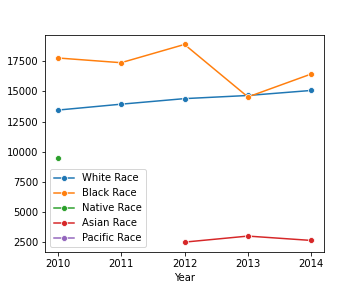 17500
15000
12500
10000
7500
5000
2500
White Race
Black Race
Native Race
Asian Race
Pacific Race
2010 2011 2012 2013 2014
Year